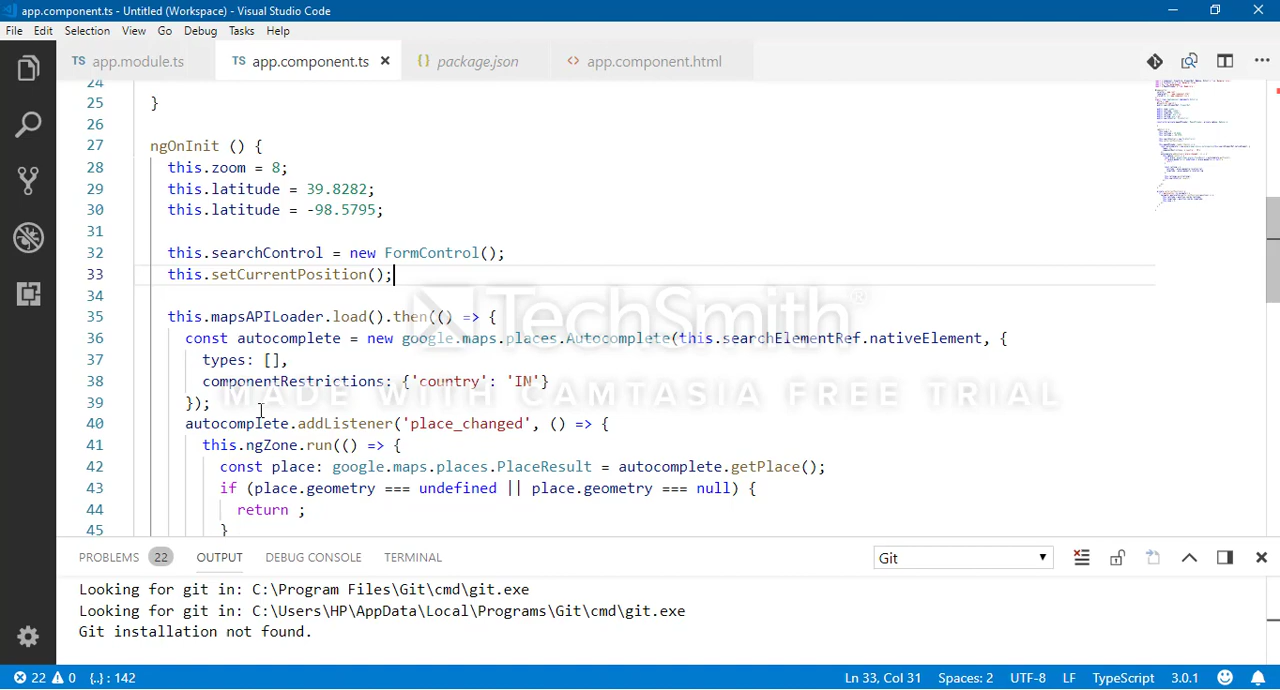 app.component.ts - Untitled (Workspace) - Visual Studio Code
File Edit Selection View Go Debug Tasks Help
TS app.module.ts TS app.component.ts × {} package.json <> app.component.html
24
25 }
26
27 ngOnInit () {
28 this.zoom = 8;
29 this.latitude = 39.8282;
30 this.latitude = -98.5795;
31
32 this.searchControl = new FormControl();
33 this.setCurrentPosition();
34
35 this.mapsAPILoader.load().then(() => {
36 const autocomplete = new google.maps.places.Autocomplete(this.searchElementRef.nativeElement, {
37 types: [],
38 componentRestrictions: {'country': 'IN'}
39 });
40 autocomplete.addListener('place_changed', () => {
41 this.ngZone.run(() => {
42 const place: google.maps.places.PlaceResult = autocomplete.getPlace();
43 if (place.geometry === undefined || place.geometry === null) {
44 return ;
45 }
TechSmith®
MADE WITH CAMTASIA FREE TRIAL
PROBLEMS 22 OUTPUT DEBUG CONSOLE TERMINAL Git
Looking for git in: C:\Program Files\Git\cmd\git.exe
Looking for git in: C:\Users\HP\AppData\Local\Programs\Git\cmd\git.exe
Git installation not found.
22 0 {..} : 142 Ln 33, Col 31 Spaces: 2 UTF-8 LF TypeScript 3.0.1